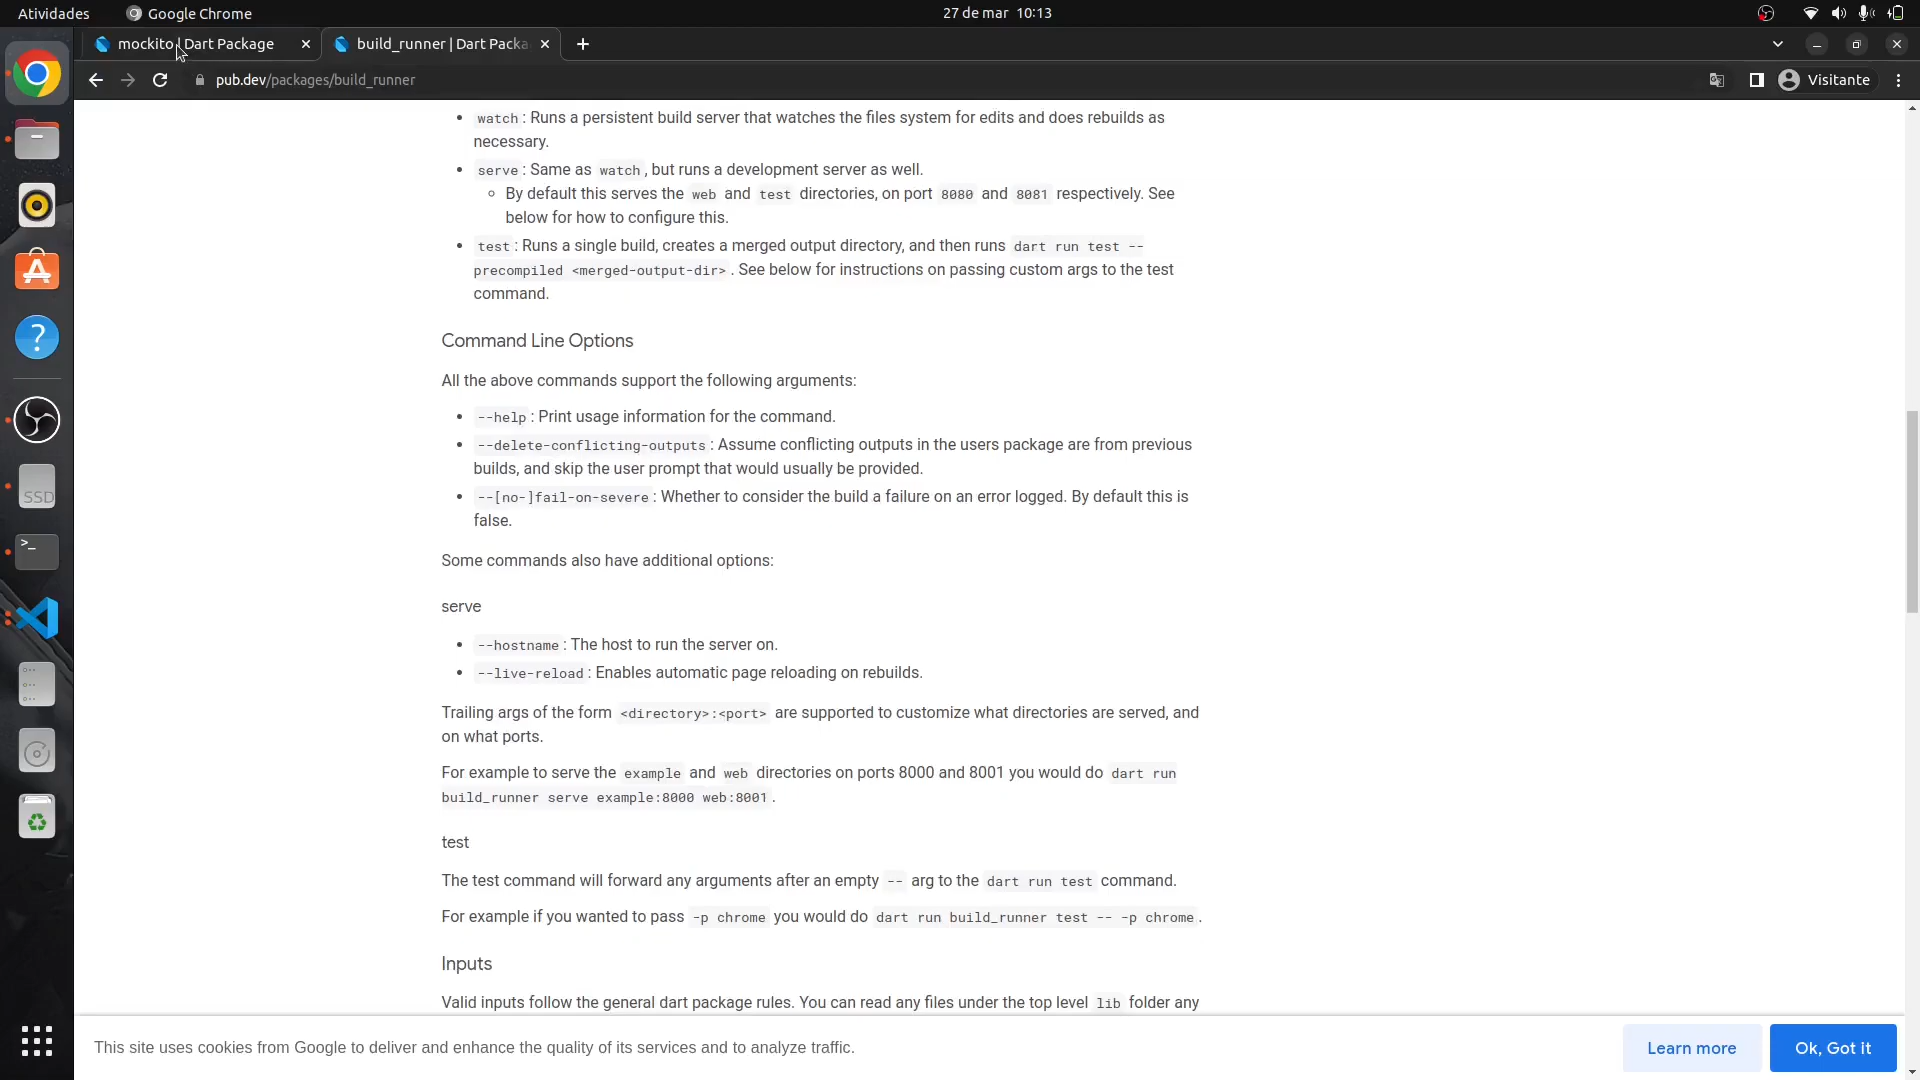 Atividades Google Chrome 27 de mar 10:13
mockito | Dart Package build_runner | Dart Packa
pub.dev/packages/build_runner Visitante
watch : Runs a persistent build server that watches the files system for edits and does rebuilds as
necessary.
serve : Same as watch , but runs a development server as well.
By default this serves the web and test directories, on port 8080 and 8081 respectively. See
below for how to configure this.
test : Runs a single build, creates a merged output directory, and then runs dart run test --
precompiled <merged-output-dir> . See below for instructions on passing custom args to the test
command.
Command Line Options
All the above commands support the following arguments:
--help : Print usage information for the command.
--delete-conflicting-outputs : Assume conflicting outputs in the users package are from previous
builds, and skip the user prompt that would usually be provided.
--[no-]fail-on-severe : Whether to consider the build a failure on an error logged. By default this is
false.
Some commands also have additional options:
serve
--hostname : The host to run the server on.
--live-reload : Enables automatic page reloading on rebuilds.
Trailing args of the form <directory>:<port> are supported to customize what directories are served, and
on what ports.
For example to serve the example and web directories on ports 8000 and 8001 you would do dart run
build_runner serve example:8000 web:8001 .
test
The test command will forward any arguments after an empty -- arg to the dart run test command.
For example if you wanted to pass -p chrome you would do dart run build_runner test -- -p chrome .
Inputs
Valid inputs follow the general dart package rules. You can read any files under the top level lib folder any
This site uses cookies from Google to deliver and enhance the quality of its services and to analyze traffic. Learn more Ok, Got it
SSD